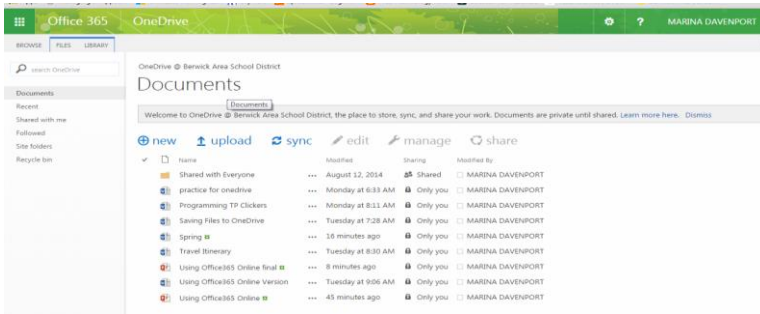 Office 365 OneDrive ? MARINA DAVENPORT
BROWSE FILES LIBRARY
search OneDrive
Documents
Recent
Shared with me
Followed
Site folders
Recycle bin
OneDrive @ Berwick Area School District
Documents
Documents
Welcome to OneDrive @ Berwick Area School District, the place to store, sync, and share your work. Documents are private until shared. Learn more here. Dismiss
new upload sync edit manage share
Name Modified Sharing Modified By
Shared with Everyone ... August 12, 2014 Shared MARINA DAVENPORT
practice for onedrive ... Monday at 6:33 AM Only you MARINA DAVENPORT
Programming TP Clickers ... Monday at 8:11 AM Only you MARINA DAVENPORT
Saving Files to OneDrive ... Tuesday at 7:28 AM Only you MARINA DAVENPORT
Spring ... 16 minutes ago Only you MARINA DAVENPORT
Travel Itinerary ... Tuesday at 8:30 AM Only you MARINA DAVENPORT
Using Office365 Online final ... 8 minutes ago Only you MARINA DAVENPORT
Using Office365 Online Version ... Tuesday at 9:06 AM Only you MARINA DAVENPORT
Using Office365 Online ... 45 minutes ago Only you MARINA DAVENPORT